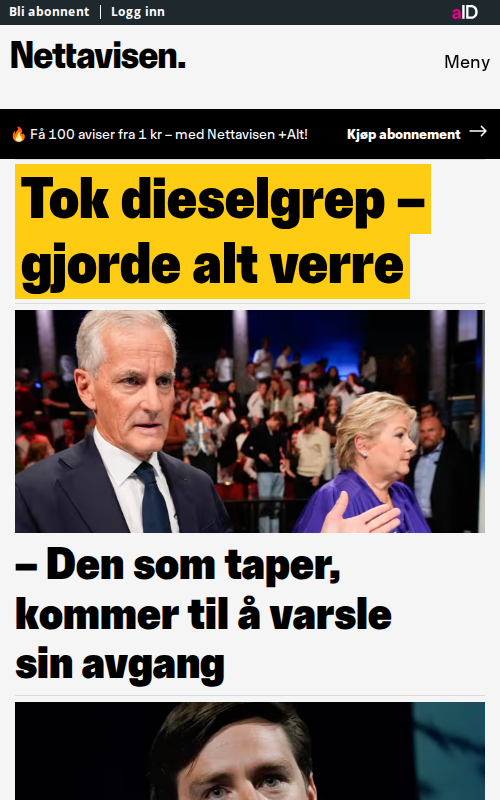 Bli abonnent
Logg inn
aID
Nettavisen.
Meny
🔥 Få 100 aviser fra 1 kr – med Nettavisen +Alt!
Kjøp abonnement →
Tok dieselgrep –
gjorde alt verre
– Den som taper,
kommer til å varsle
sin avgang